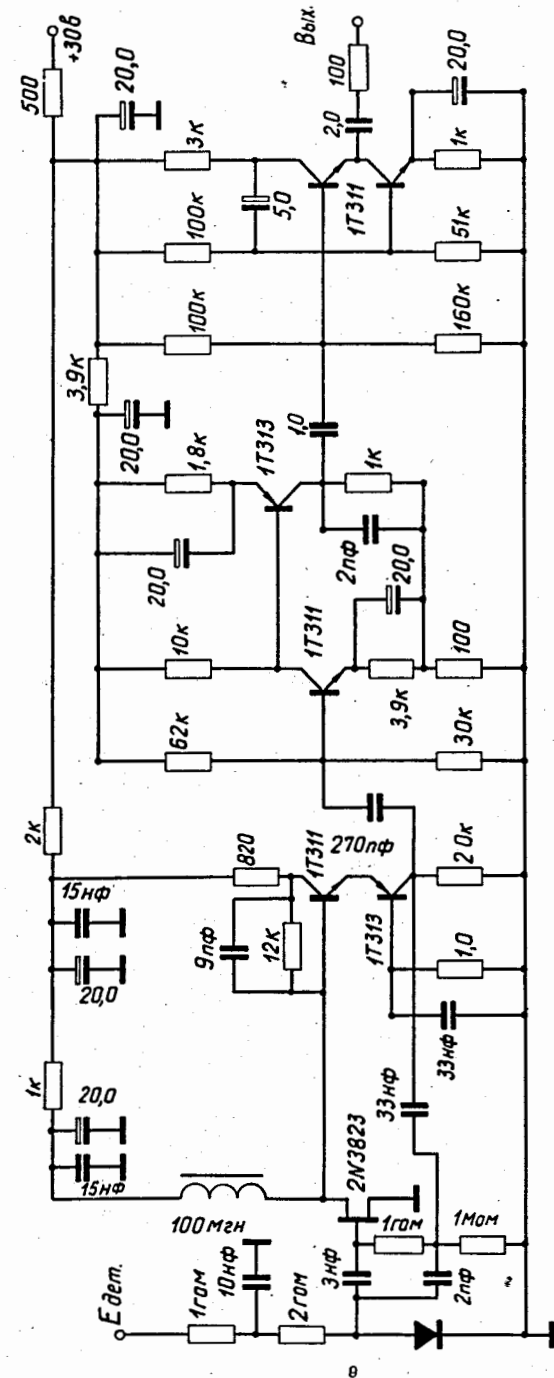 Е дет.
1гом
10нф
2гом
3нф
1гом
2пф
1мом
100мгн
15нф
20,0
1к
2N3823
33нф
33нф
1,0
20,0
15нф
2к
820
9пф
12к
1Т311
1Т313
270пф
20к
62к
30к
10к
1Т311
3,9к
100
20,0
20,0
1,8к
1Т313
2пф
1к
1,0
20,0
3,9к
100к
160к
100к
5,0
51к
3к
1Т311
1к
20,0
2,0
100
Вых.
20,0
500
+30в
θ